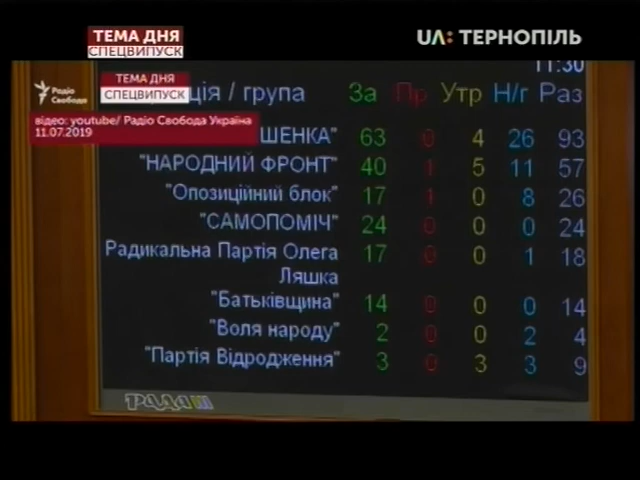 ТЕМА ДНЯ
СПЕЦВИПУСК
UA: ТЕРНОПІЛЬ
11:30
ТЕМА ДНЯ
СПЕЦВИПУСК
Радіо
Свобода
ція / група За Пр Утр Н/г Раз
відео: youtube/ Радіо Свобода Україна
11.07.2019
ШЕНКА" 63 0 4 26 93
"НАРОДНИЙ ФРОНТ" 40 1 5 11 57
"Опозиційний блок" 17 1 0 8 26
"САМОПОМІЧ" 24 0 0 0 24
Радикальна Партія Олега 17 0 0 1 18
Ляшка
"Батьківщина" 14 0 0 0 14
"Воля народу" 2 0 0 2 4
"Партія Відродження" 3 0 3 3 9
РАДА